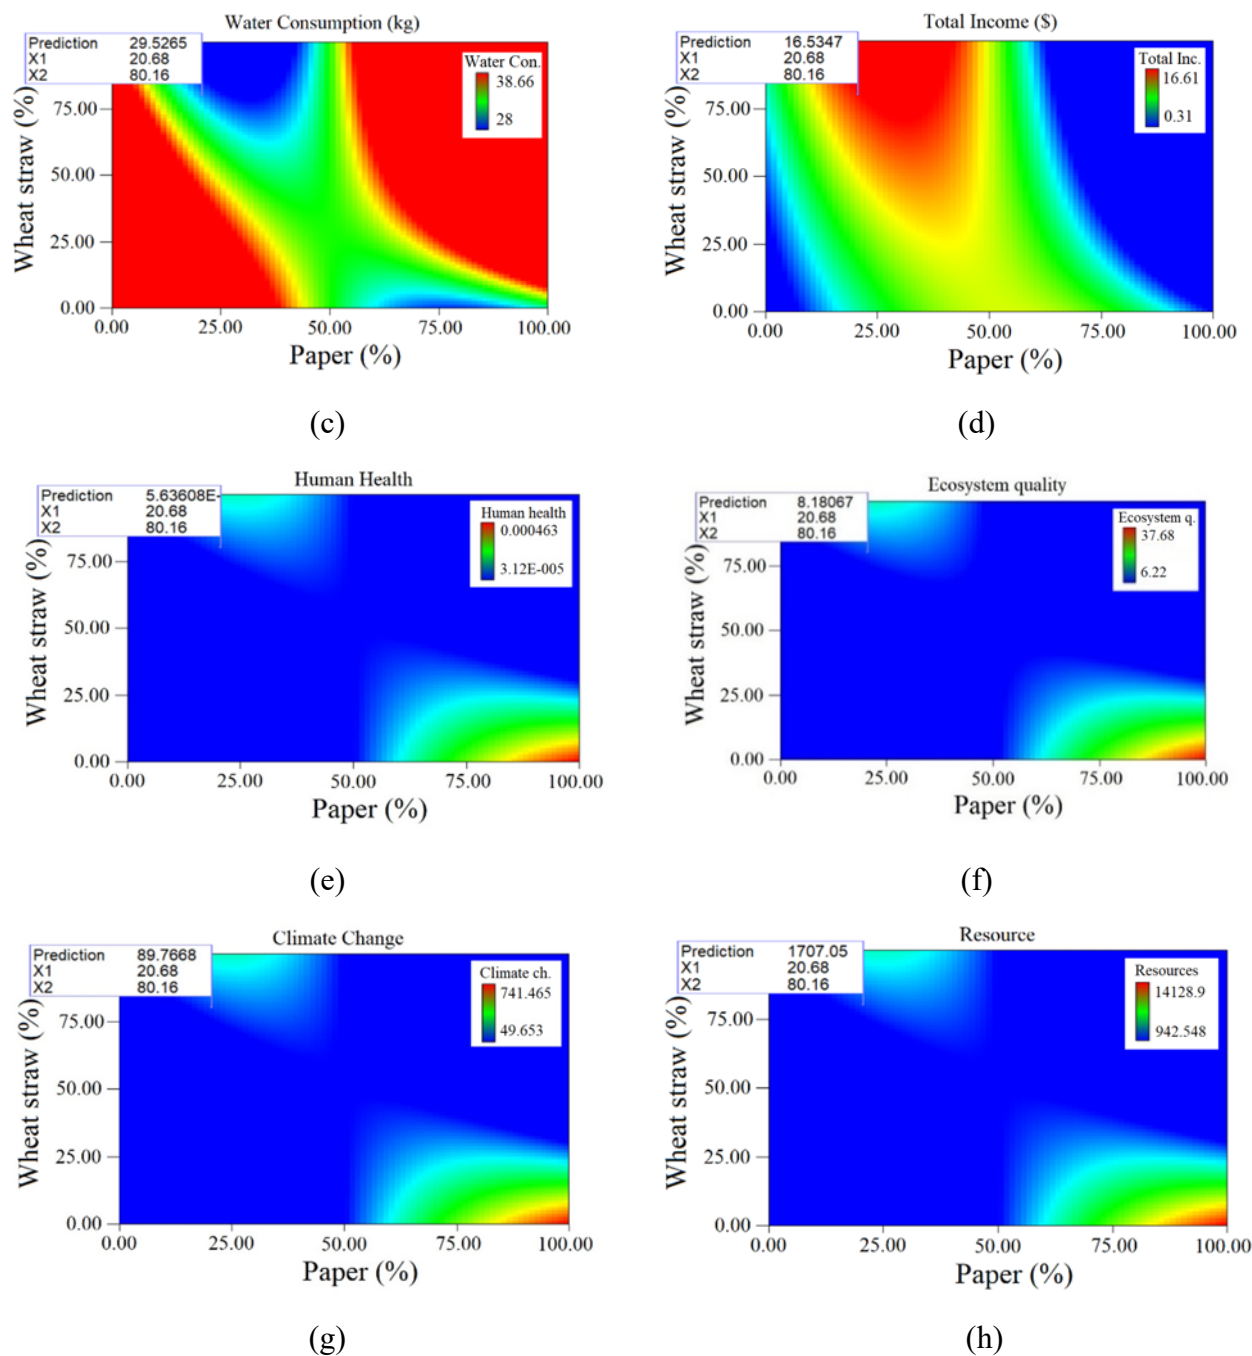 Water Consumption (kg)
Prediction 29.5265
X1 20.68
X2 80.16
Water Con.
38.66
28
Wheat straw (%)
75.00
50.00
25.00
0.00
0.00 25.00 50.00 75.00 100.00
Paper (%)
(c)
Total Income ($)
Prediction 16.5347
X1 20.68
X2 80.16
Total Inc.
16.61
0.31
Wheat straw (%)
75.00
50.00
25.00
0.00
0.00 25.00 50.00 75.00 100.00
Paper (%)
(d)
Human Health
Prediction 5.63608E-
X1 20.68
X2 80.16
Human health
0.000463
3.12E-005
Wheat straw (%)
75.00
50.00
25.00
0.00
0.00 25.00 50.00 75.00 100.00
Paper (%)
(e)
Ecosystem quality
Prediction 8.18067
X1 20.68
X2 80.16
Ecosystem q.
37.68
6.22
Wheat straw (%)
75.00
50.00
25.00
0.00
0.00 25.00 50.00 75.00 100.00
Paper (%)
(f)
Climate Change
Prediction 89.7668
X1 20.68
X2 80.16
Climate ch.
741.465
49.653
Wheat straw (%)
75.00
50.00
25.00
0.00
0.00 25.00 50.00 75.00 100.00
Paper (%)
(g)
Resource
Prediction 1707.05
X1 20.68
X2 80.16
Resources
14128.9
942.548
Wheat straw (%)
75.00
50.00
25.00
0.00
0.00 25.00 50.00 75.00 100.00
Paper (%)
(h)